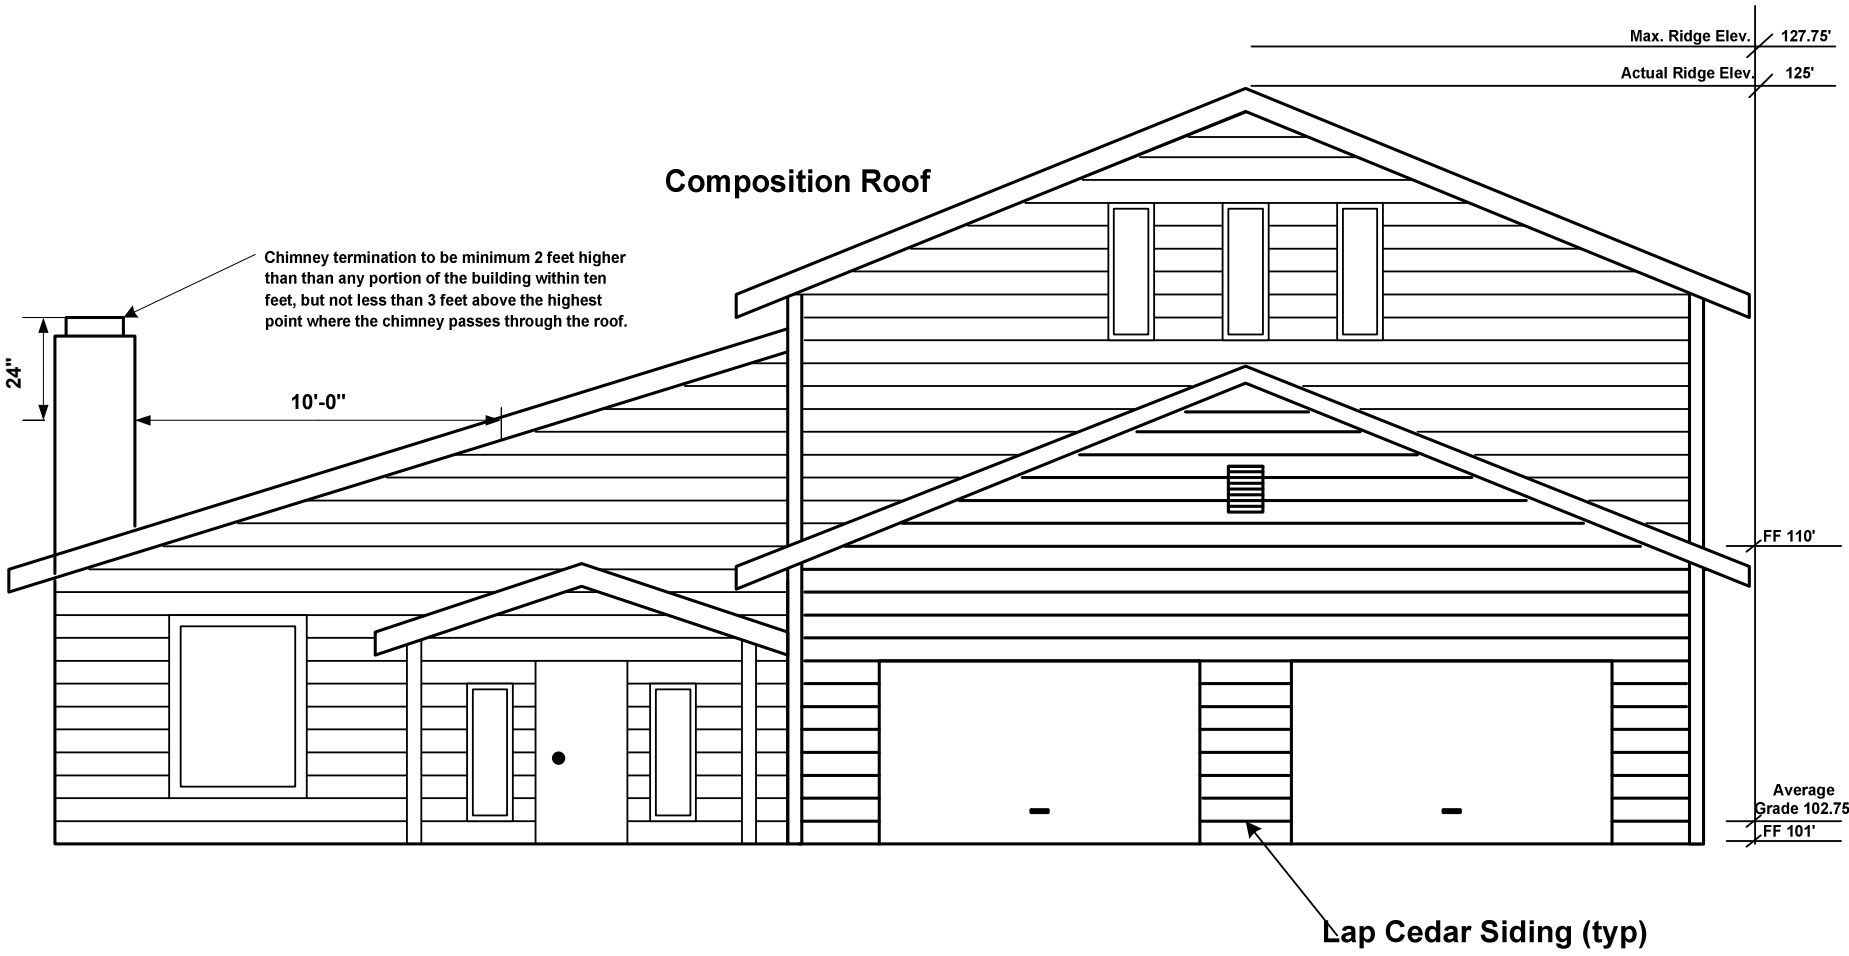 Max. Ridge Elev. 127.75'
Actual Ridge Elev. 125'
Composition Roof
Chimney termination to be minimum 2 feet higher
than than any portion of the building within ten
feet, but not less than 3 feet above the highest
point where the chimney passes through the roof.
24"
10'-0"
FF 110'
Average
Grade 102.75
FF 101'
Lap Cedar Siding (typ)